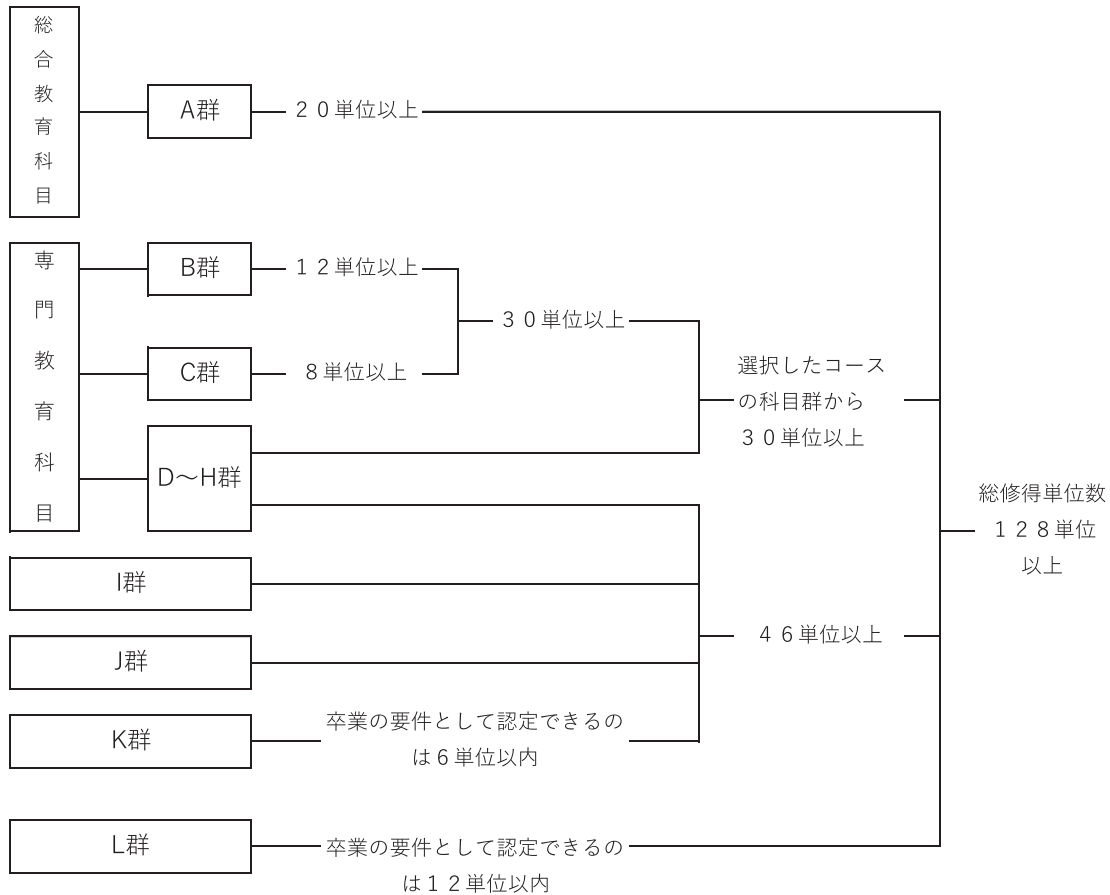 総合教育科目
A群
２０単位以上
専門教育科目
B群
１２単位以上
３０単位以上
C群
８単位以上
選択したコース
の科目群から
３０単位以上
D～H群
総修得単位数
１２８単位
以上
I群
J群
４６単位以上
K群
卒業の要件として認定できるの
は６単位以内
L群
卒業の要件として認定できるの
は１２単位以内